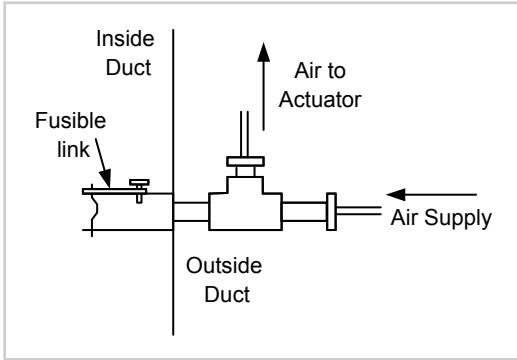 Inside
Duct
Air to
Actuator
Fusible
link
Air Supply
Outside
Duct